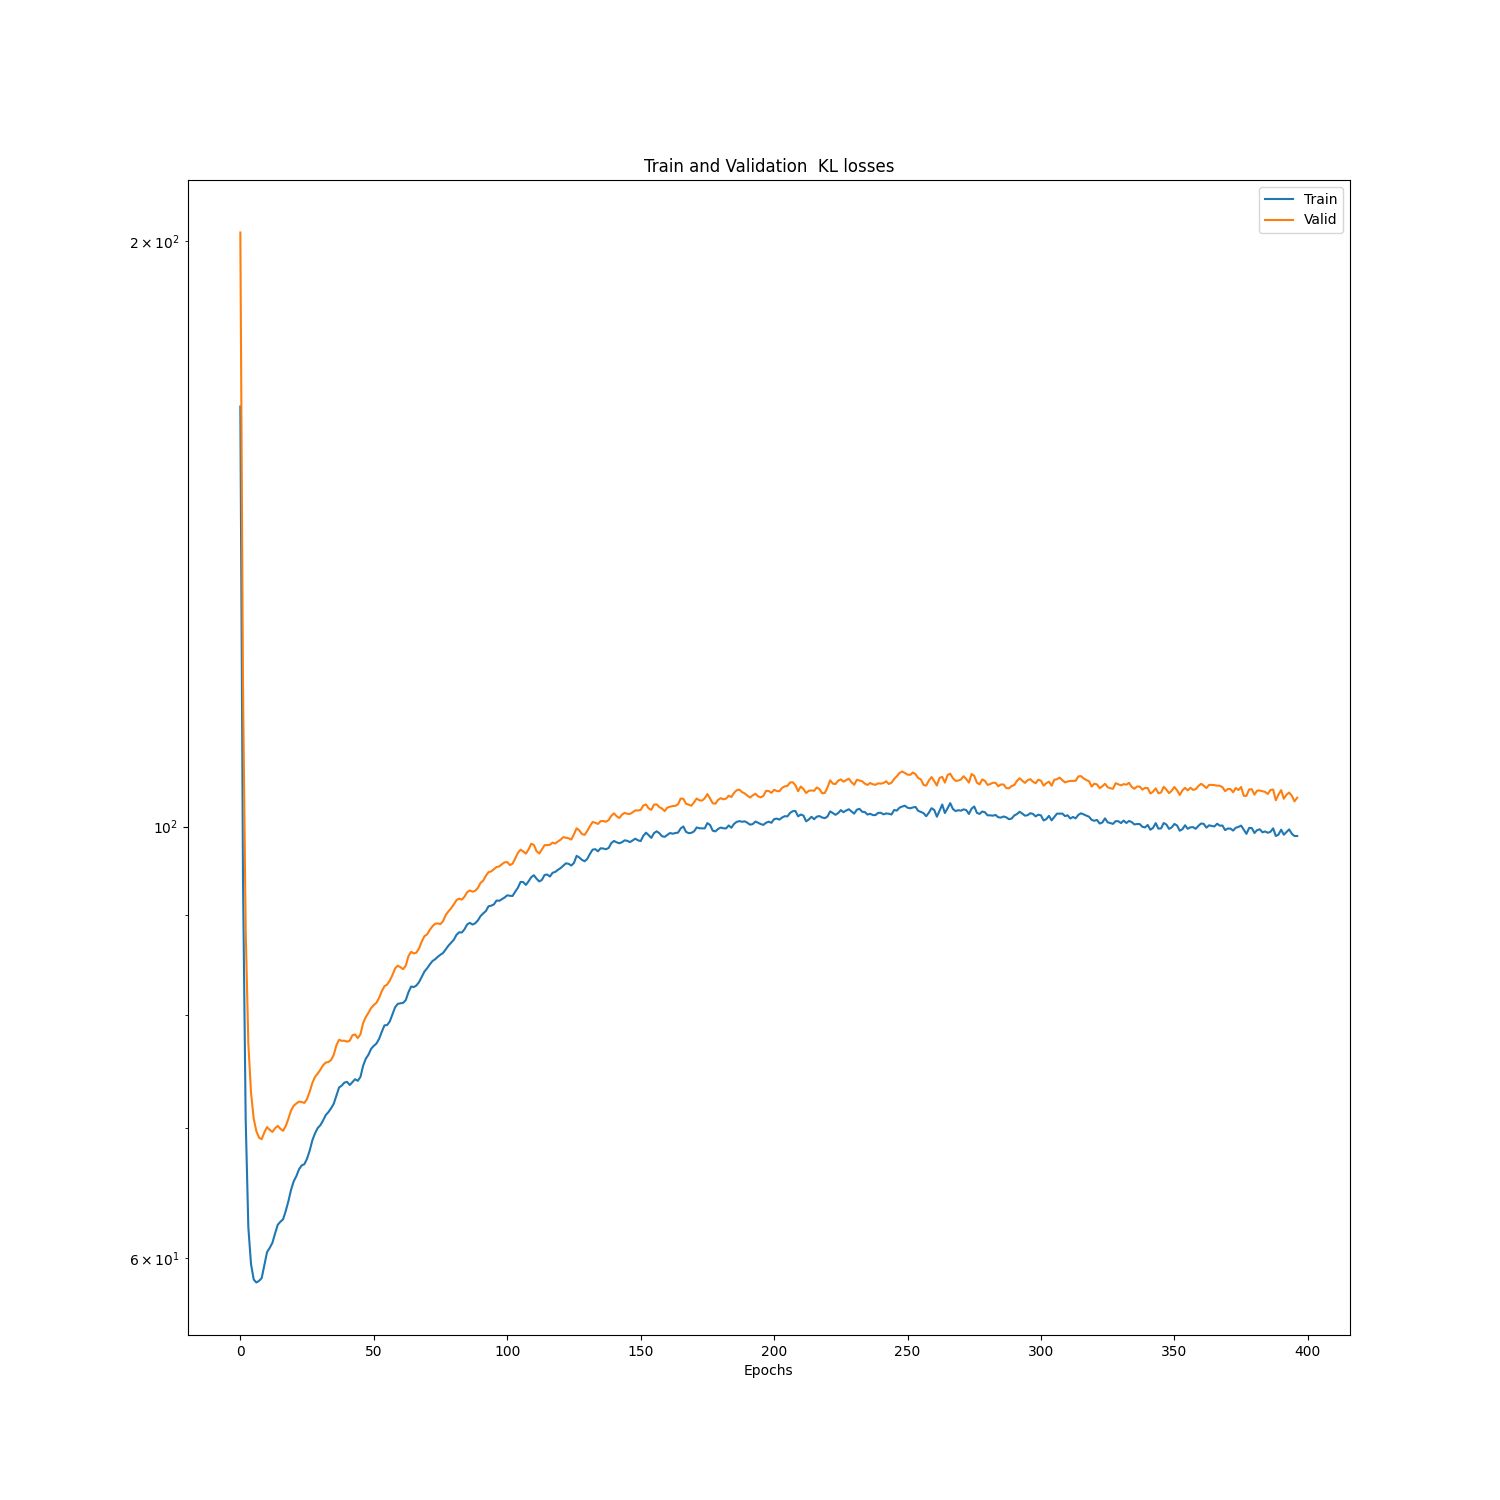 Train and Validation  KL losses
Train
Valid
2 × 10²
10²
6 × 10¹
0 50 100 150 200 250 300 350 400
Epochs